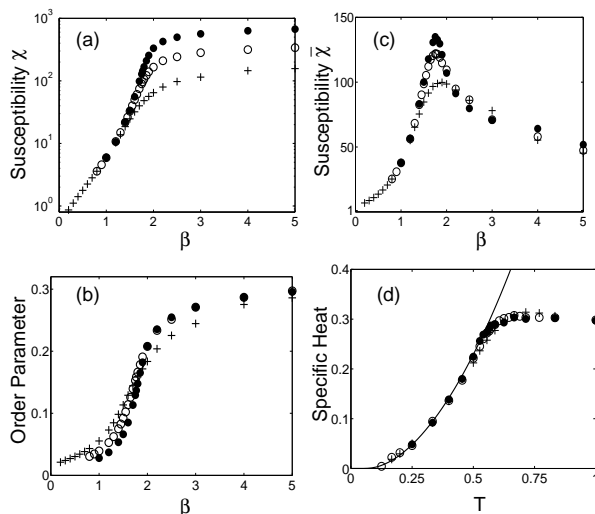 (a)
Susceptibility χ
10³
10²
10¹
10⁰
0 1 2 3 4 5
β
(c)
Susceptibility χ̄
150
100
50
1
0 1 2 3 4 5
β
(b)
Order Parameter
0.3
0.2
0.1
0
0 1 2 3 4 5
β
(d)
Specific Heat
0.4
0.3
0.2
0.1
0
0 0.25 0.5 0.75 1
T